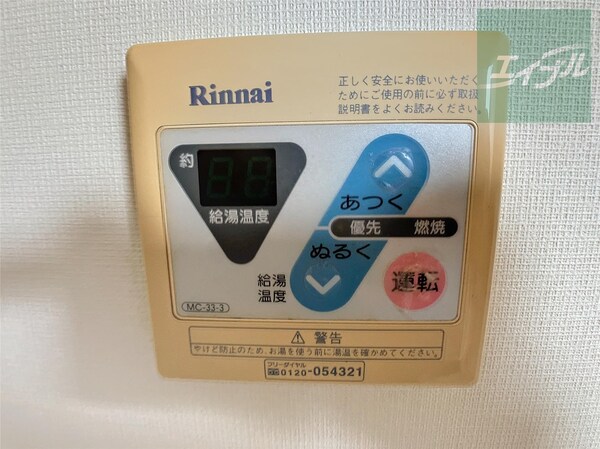 エイブル
Rinnai
正しく安全にお使いいただく
ためにご使用の前に必ず取扱
説明書をよくお読みください。
約
給湯温度
あつく
優先 燃焼
ぬるく
給湯
温度
運転
MC-33-3
⚠ 警告
やけど防止のため、お湯を使う前に湯温を確かめてください。
フリーダイヤル
0120-054321